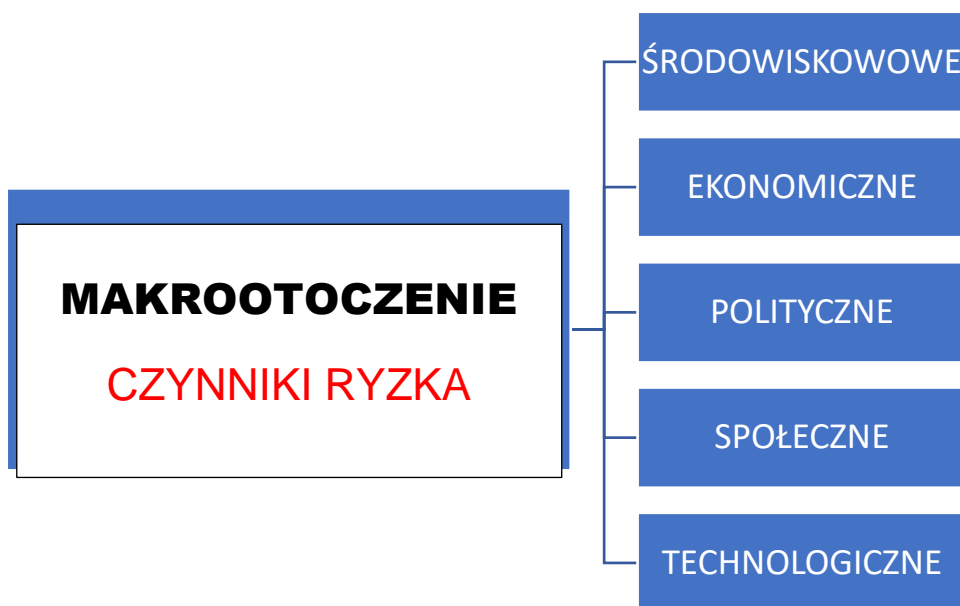 MAKROOTOCZENIE
CZYNNIKI RYZKA
ŚRODOWISKOWOWE
EKONOMICZNE
POLITYCZNE
SPOŁECZNE
TECHNOLOGICZNE